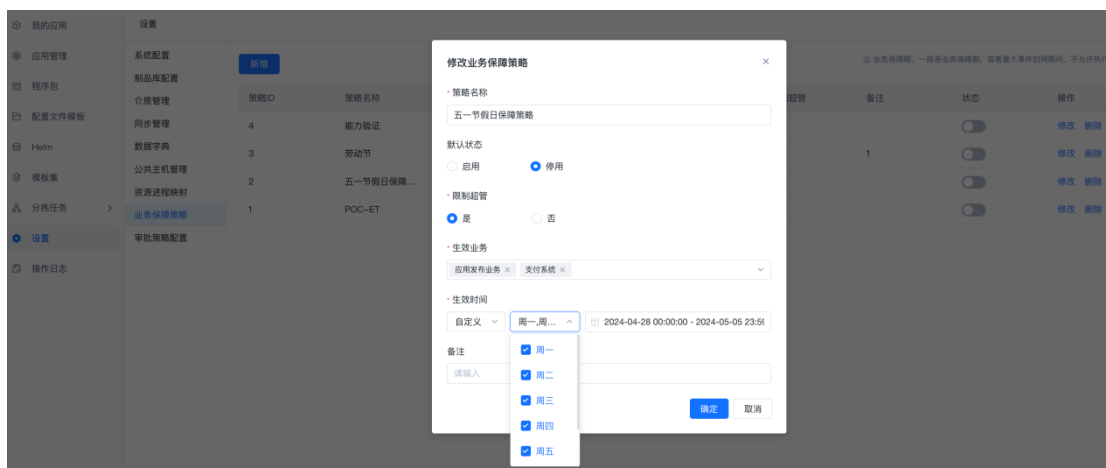 我的应用
应用管理
程序包
配置文件模板
Helm
模板集
分拣任务
设置
操作日志
设置
系统配置
制品库配置
介质管理
同步管理
数据字典
公共主机管理
资源进程映射
业务保障策略
审批策略配置
新增
业务保障期,一般是业务高峰期,或者重大事件时间期间,不允许执行
策略ID 策略名称 超管 备注 状态 操作
4 能力验证 修改 删除
3 劳动节 1 修改 删除
2 五一节假日保障... 修改 删除
1 POC-ET 修改 删除
修改业务保障策略
* 策略名称
五一节假日保障策略
默认状态
启用 停用
* 限制超管
是 否
* 生效业务
应用发布业务 × 支付系统 ×
* 生效时间
自定义 周一,周... 2024-04-28 00:00:00 - 2024-05-05 23:59
备注
请输入
周一
周二
周三
周四
周五
确定 取消